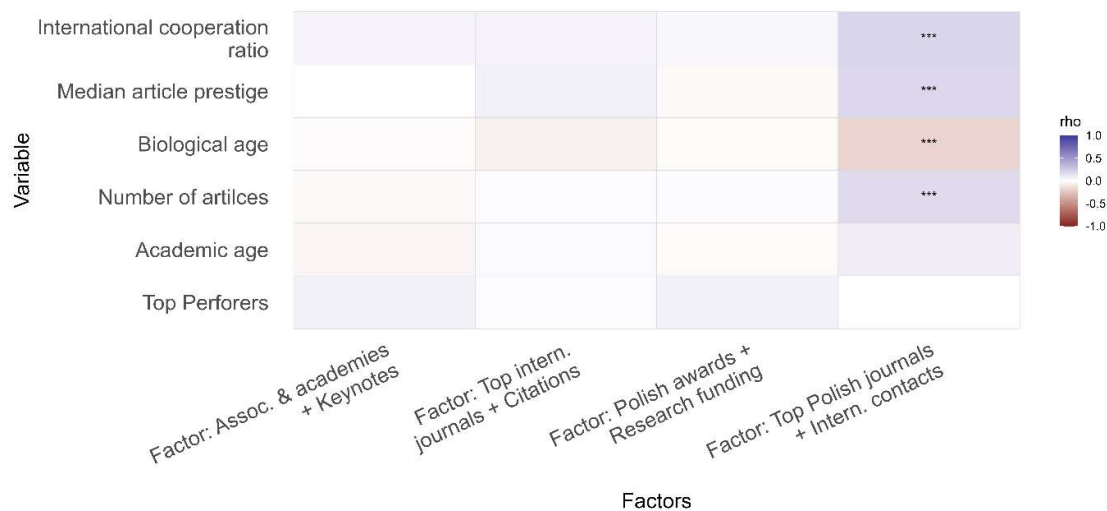 International cooperation
ratio
***
Median article prestige
***
Biological age
***
Number of artilces
***
Academic age
Top Perforers
Variable
rho
1.0
0.5
0.0
-0.5
-1.0
Factor: Assoc. & academies
+ Keynotes
Factor: Top intern.
journals + Citations
Factor: Polish awards +
Research funding
Factor: Top Polish journals
+ Intern. contacts
Factors